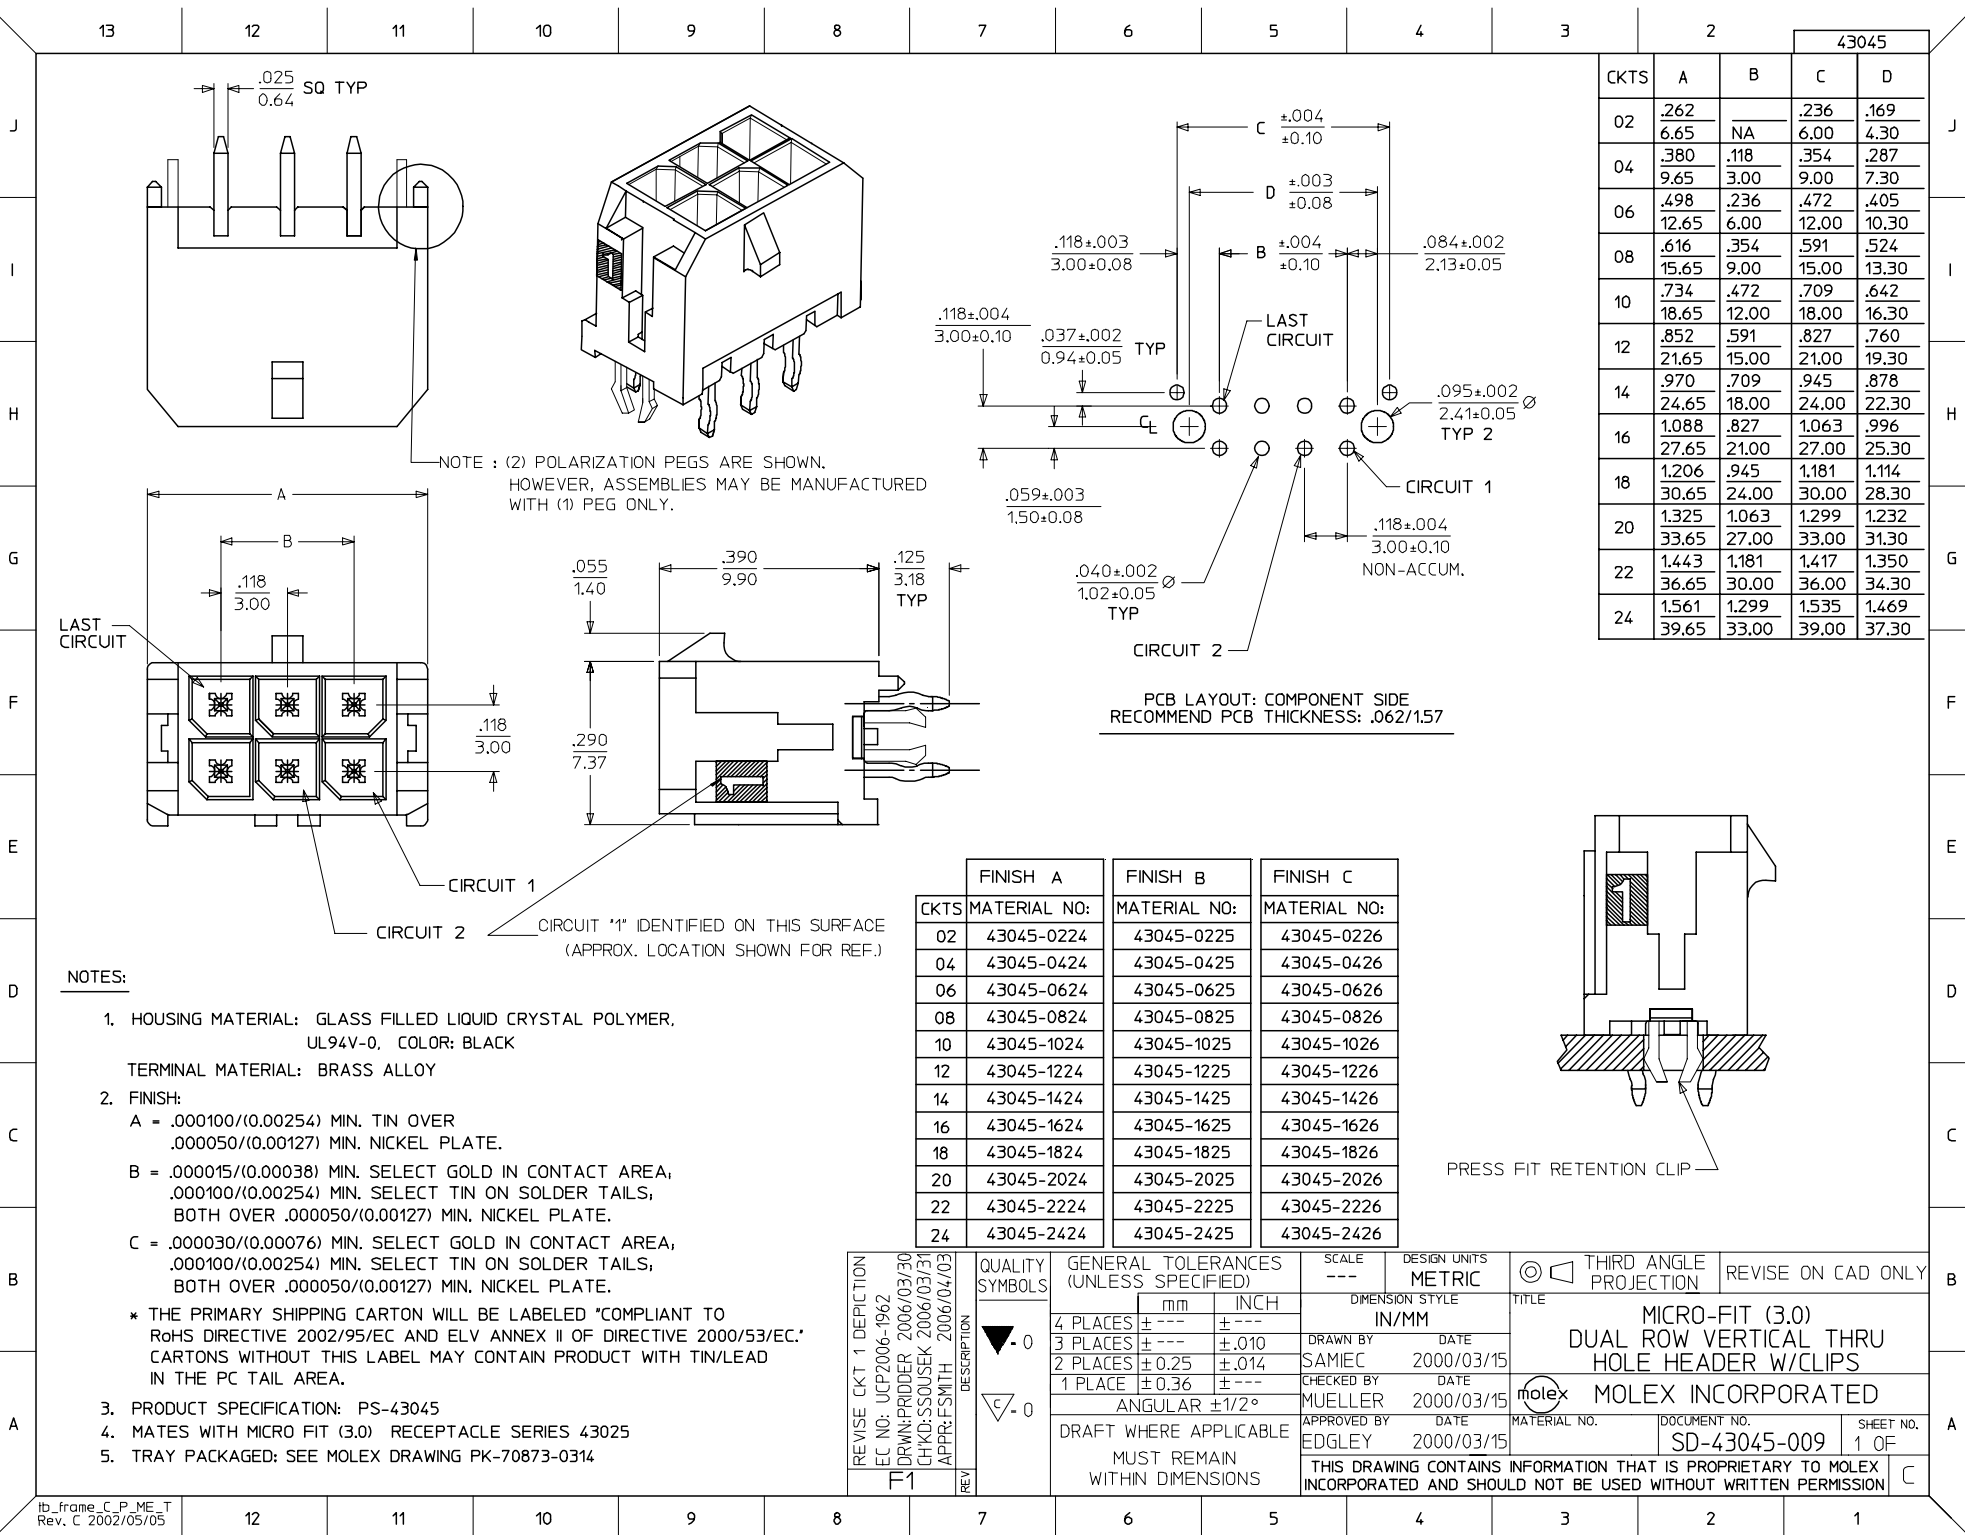 13 12 11 10 9 8 7 6 5 4 3 2
43045
J I H G F E D C B A
J I H G F E D C B A
.025
0.64
SQ TYP
NOTE : (2) POLARIZATION PEGS ARE SHOWN.
HOWEVER, ASSEMBLIES MAY BE MANUFACTURED
WITH (1) PEG ONLY.
1
C ±.004
±0.10
D ±.003
±0.08
.118±.003
3.00±0.08
B ±.004
±0.10
.084±.002
2.13±0.05
.118±.004
3.00±0.10
.037±.002
0.94±0.05
TYP
LAST
CIRCUIT
.095±.002
2.41±0.05 Ø
TYP 2
CL
CIRCUIT 1
.059±.003
1.50±0.08
.118±.004
3.00±0.10
NON-ACCUM.
.040±.002
1.02±0.05 Ø
TYP
CIRCUIT 2
PCB LAYOUT: COMPONENT SIDE
RECOMMEND PCB THICKNESS: .062/1.57
CKTS A B C D
02 .262 .236 .169
6.65 NA 6.00 4.30
04 .380 .118 .354 .287
9.65 3.00 9.00 7.30
06 .498 .236 .472 .405
12.65 6.00 12.00 10.30
08 .616 .354 .591 .524
15.65 9.00 15.00 13.30
10 .734 .472 .709 .642
18.65 12.00 18.00 16.30
12 .852 .591 .827 .760
21.65 15.00 21.00 19.30
14 .970 .709 .945 .878
24.65 18.00 24.00 22.30
16 1.088 .827 1.063 .996
27.65 21.00 27.00 25.30
18 1.206 .945 1.181 1.114
30.65 24.00 30.00 28.30
20 1.325 1.063 1.299 1.232
33.65 27.00 33.00 31.30
22 1.443 1.181 1.417 1.350
36.65 30.00 36.00 34.30
24 1.561 1.299 1.535 1.469
39.65 33.00 39.00 37.30
A
B
.118
3.00
LAST
CIRCUIT
.118
3.00
CIRCUIT 1
CIRCUIT 2
.055
1.40
.390
9.90
.125
3.18
TYP
.290
7.37
1
CIRCUIT "1" IDENTIFIED ON THIS SURFACE
(APPROX. LOCATION SHOWN FOR REF.)
1
PRESS FIT RETENTION CLIP
FINISH A FINISH B FINISH C
CKTS MATERIAL NO: MATERIAL NO: MATERIAL NO:
02 43045-0224 43045-0225 43045-0226
04 43045-0424 43045-0425 43045-0426
06 43045-0624 43045-0625 43045-0626
08 43045-0824 43045-0825 43045-0826
10 43045-1024 43045-1025 43045-1026
12 43045-1224 43045-1225 43045-1226
14 43045-1424 43045-1425 43045-1426
16 43045-1624 43045-1625 43045-1626
18 43045-1824 43045-1825 43045-1826
20 43045-2024 43045-2025 43045-2026
22 43045-2224 43045-2225 43045-2226
24 43045-2424 43045-2425 43045-2426
NOTES:
1. HOUSING MATERIAL: GLASS FILLED LIQUID CRYSTAL POLYMER,
UL94V-0, COLOR: BLACK
TERMINAL MATERIAL: BRASS ALLOY
2. FINISH:
A = .000100/(0.00254) MIN. TIN OVER
.000050/(0.00127) MIN. NICKEL PLATE.
B = .000015/(0.00038) MIN. SELECT GOLD IN CONTACT AREA;
.000100/(0.00254) MIN. SELECT TIN ON SOLDER TAILS;
BOTH OVER .000050/(0.00127) MIN. NICKEL PLATE.
C = .000030/(0.00076) MIN. SELECT GOLD IN CONTACT AREA;
.000100/(0.00254) MIN. SELECT TIN ON SOLDER TAILS;
BOTH OVER .000050/(0.00127) MIN. NICKEL PLATE.
* THE PRIMARY SHIPPING CARTON WILL BE LABELED "COMPLIANT TO
RoHS DIRECTIVE 2002/95/EC AND ELV ANNEX II OF DIRECTIVE 2000/53/EC."
CARTONS WITHOUT THIS LABEL MAY CONTAIN PRODUCT WITH TIN/LEAD
IN THE PC TAIL AREA.
3. PRODUCT SPECIFICATION: PS-43045
4. MATES WITH MICRO FIT (3.0) RECEPTACLE SERIES 43025
5. TRAY PACKAGED: SEE MOLEX DRAWING PK-70873-0314
REVISE CKT 1 DEPICTION
EC NO: UCP2006-1962
DRWN:PRIDDER 2006/03/30
CH'KD:SSOUSEK 2006/03/31
APPR:FSMITH 2006/04/03
F1
DESCRIPTION
REV
QUALITY
SYMBOLS
- 0
C - 0
GENERAL TOLERANCES
(UNLESS SPECIFIED)
mm INCH
4 PLACES ± --- ± ---
3 PLACES ± --- ±.010
2 PLACES ± 0.25 ±.014
1 PLACE ± 0.36 ± ---
ANGULAR ±1/2°
DRAFT WHERE APPLICABLE
MUST REMAIN
WITHIN DIMENSIONS
SCALE
---
DESIGN UNITS
METRIC
DIMENSION STYLE
IN/MM
DRAWN BY DATE
SAMIEC 2000/03/15
CHECKED BY DATE
MUELLER 2000/03/15
APPROVED BY DATE
EDGLEY 2000/03/15
THIRD ANGLE
PROJECTION
REVISE ON CAD ONLY
TITLE
MICRO-FIT (3.0)
DUAL ROW VERTICAL THRU
HOLE HEADER W/CLIPS
molex MOLEX INCORPORATED
MATERIAL NO.
DOCUMENT NO.
SD-43045-009
SHEET NO.
1 OF
THIS DRAWING CONTAINS INFORMATION THAT IS PROPRIETARY TO MOLEX
INCORPORATED AND SHOULD NOT BE USED WITHOUT WRITTEN PERMISSION
C
tb_frame_C_P_ME_T
Rev. C 2002/05/05
12 11 10 9 8 7 6 5 4 3 2 1